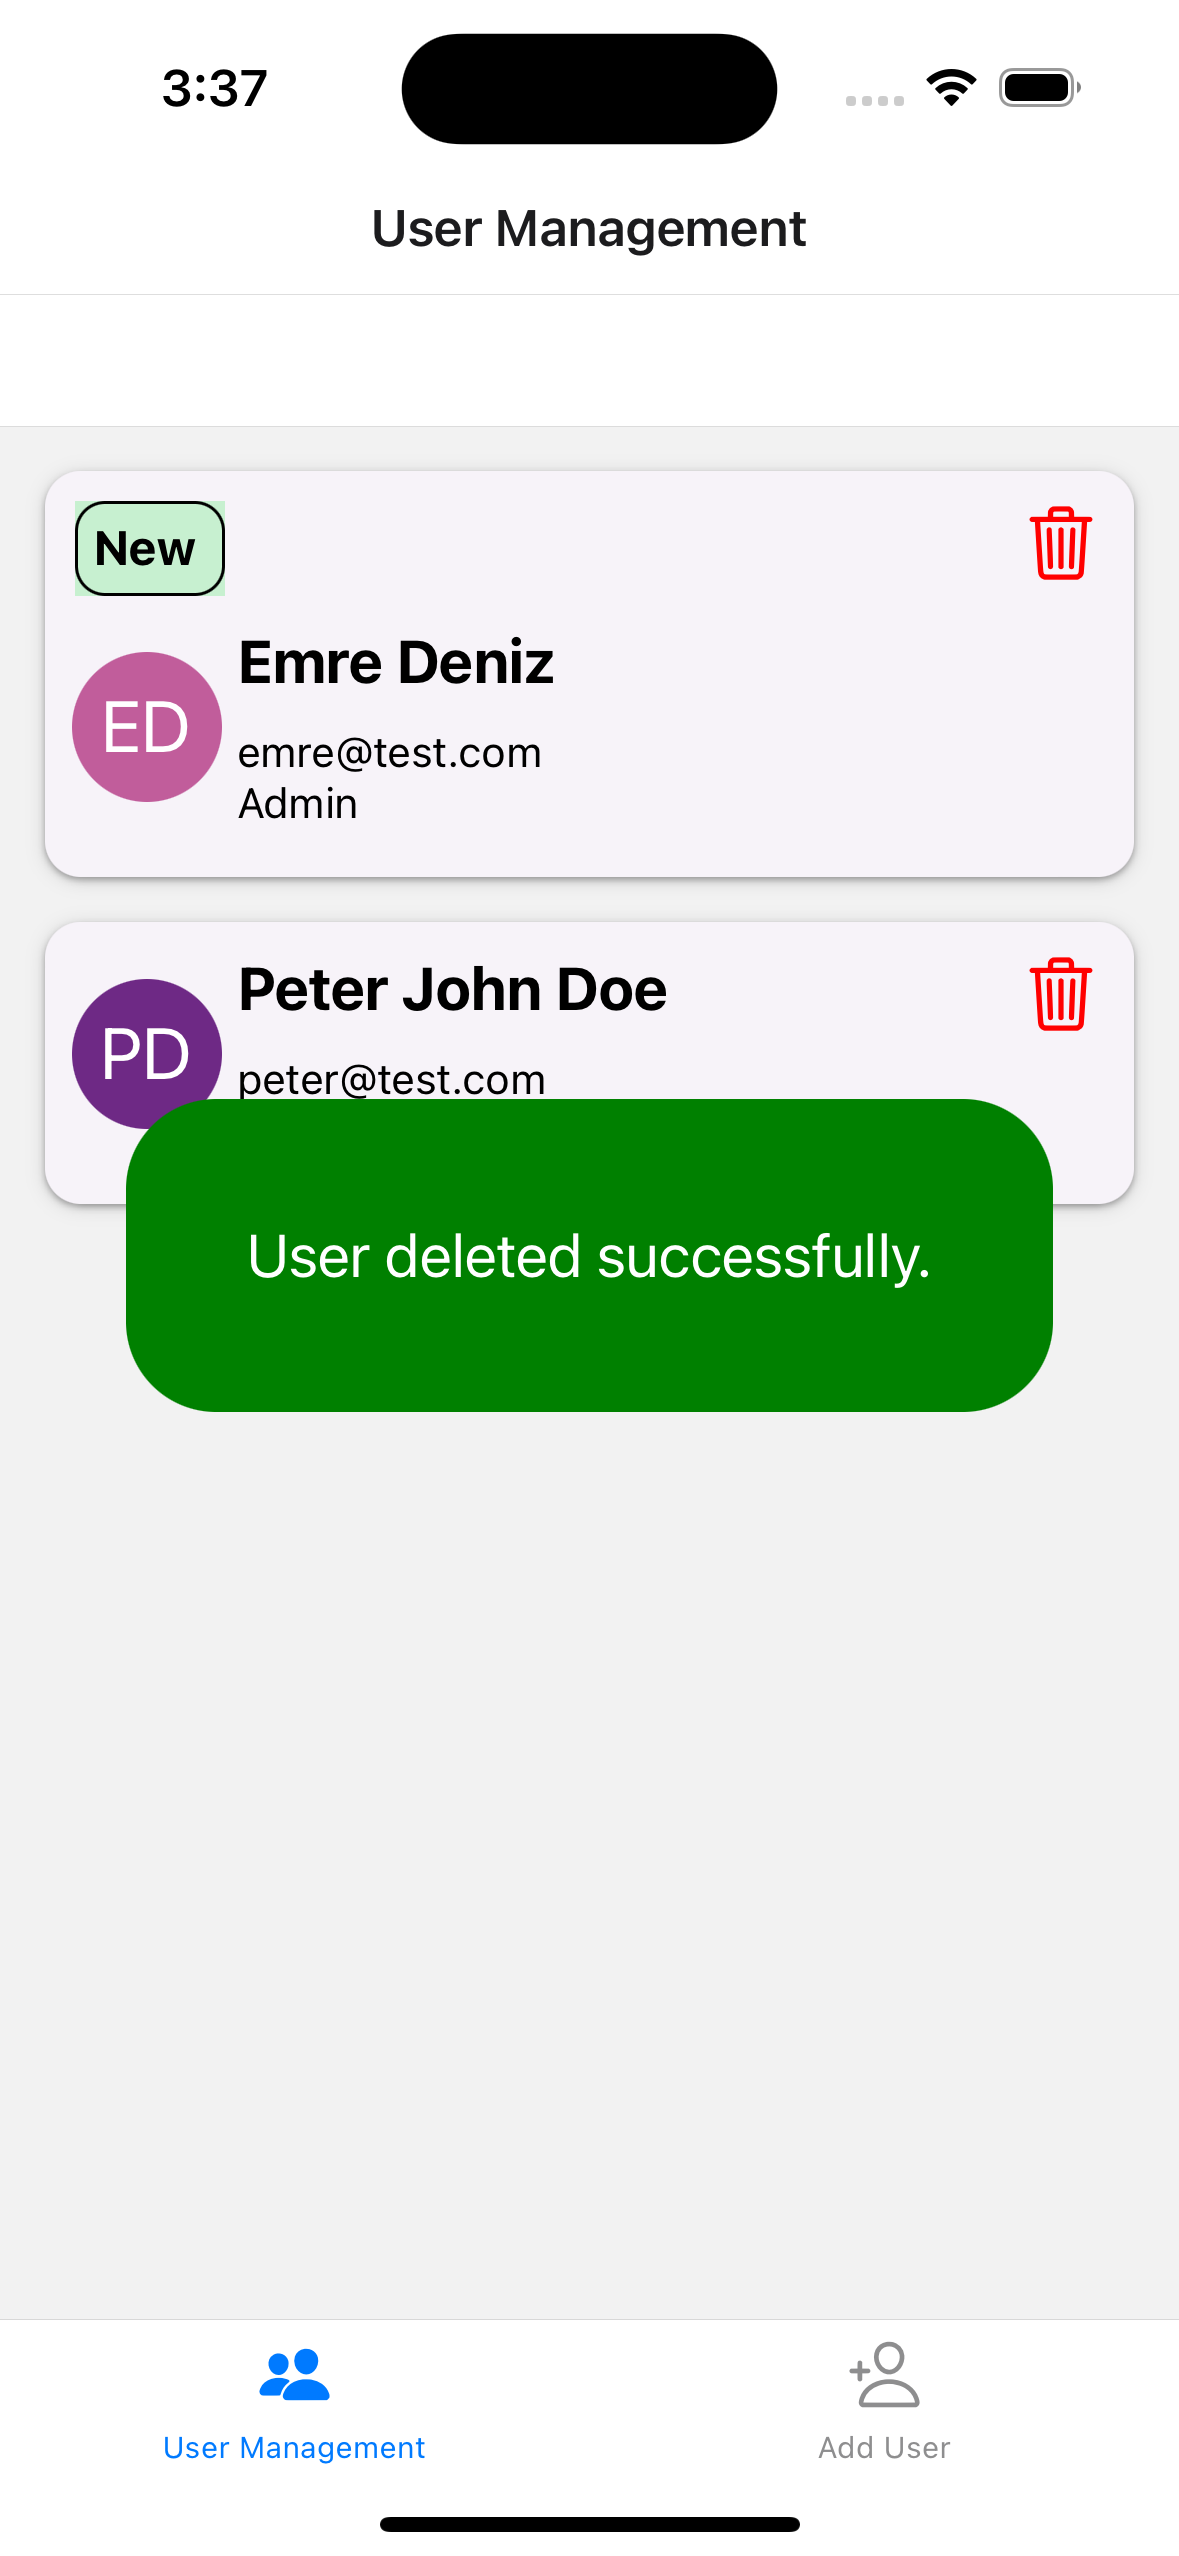 3:37
User Management
New
Emre Deniz
ED
emre@test.com
Admin
Peter John Doe
PD
peter@test.com
User deleted successfully.
User Management
Add User